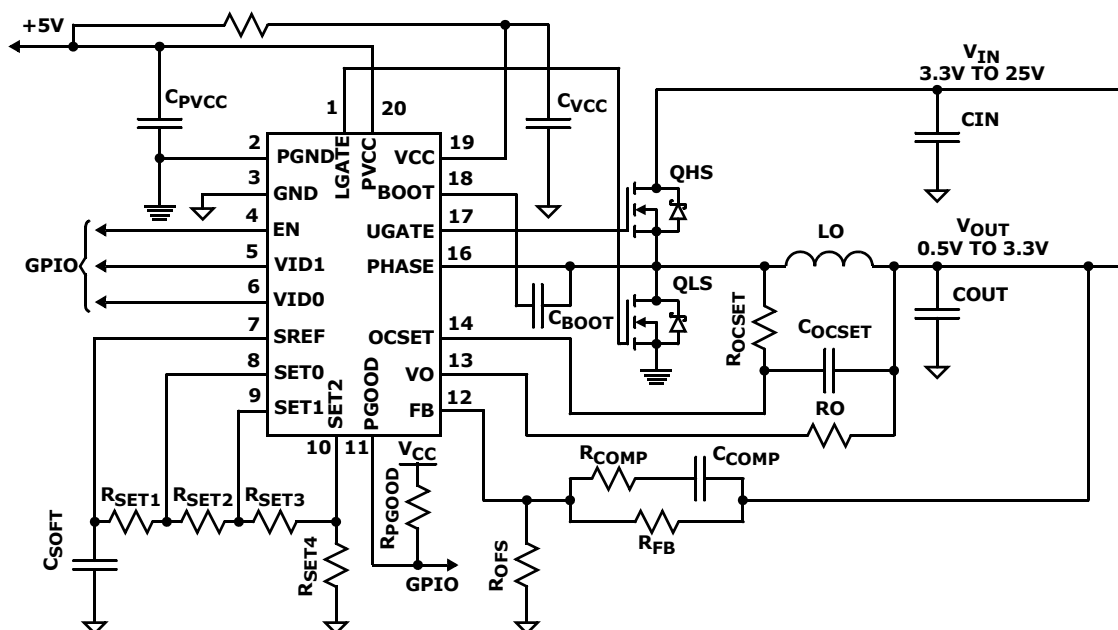 +5V
VIN
3.3V TO 25V
CPVCC
1
20
CVCC
CIN
2
PGND
LGATE
PVCC
VCC
19
3
GND
BOOT
18
QHS
4
EN
UGATE
17
LO
VOUT
0.5V TO 3.3V
GPIO
5
VID1
PHASE
16
6
VID0
QLS
CBOOT
COUT
7
SREF
OCSET
14
ROCSET
COCSET
8
SET0
VO
13
RO
9
SET1
SET2
PGOOD
FB
12
10
11
VCC
RCOMP
CCOMP
RSET1
RSET2
RSET3
RPGOOD
RFB
CSOFT
RSET4
GPIO
ROFS